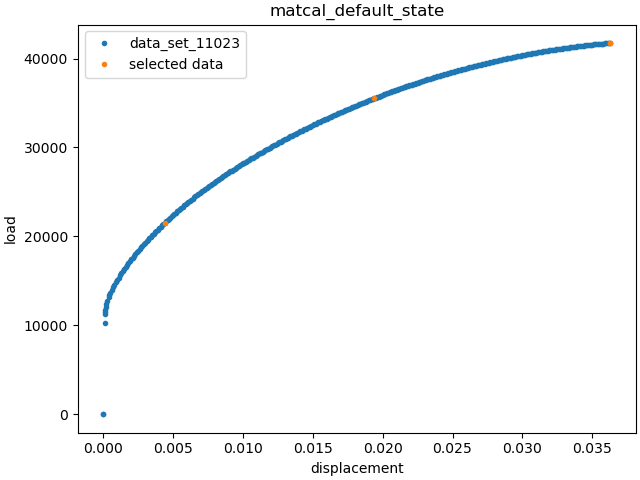 matcal_default_state
data_set_11023
selected data
load
40000
30000
20000
10000
0
0.000 0.005 0.010 0.015 0.020 0.025 0.030 0.035
displacement